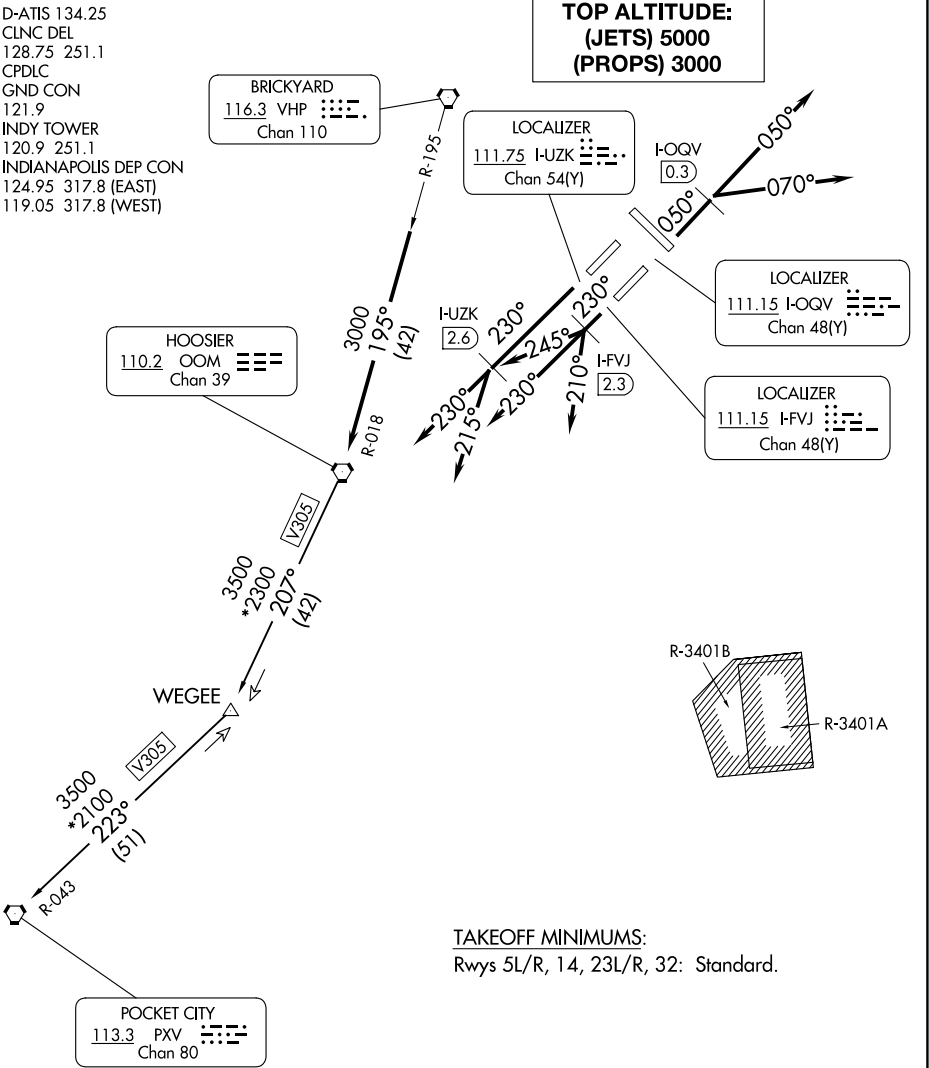 D-ATIS 134.25
CLNC DEL
128.75 251.1
CPDLC
GND CON
121.9
INDY TOWER
120.9 251.1
INDIANAPOLIS DEP CON
124.95 317.8 (EAST)
119.05 317.8 (WEST)
TOP ALTITUDE:
(JETS) 5000
(PROPS) 3000
BRICKYARD
116.3 VHP
Chan 110
R-195
LOCALIZER
111.75 I-UZK
Chan 54(Y)
I-OQV
0.3
050°
070°
050°
LOCALIZER
111.15 I-OQV
Chan 48(Y)
LOCALIZER
111.15 I-FVJ
Chan 48(Y)
I-UZK
2.6
230°
230°
245°
I-FVJ
2.3
230°
215°
230°
210°
3000
195°
(42)
HOOSIER
110.2 OOM
Chan 39
R-018
V305
3500
*2300
207°
(42)
WEGEE
V305
3500
*2100
223°
(51)
R-043
R-3401B
R-3401A
POCKET CITY
113.3 PXV
Chan 80
TAKEOFF MINIMUMS:
Rwys 5L/R, 14, 23L/R, 32: Standard.